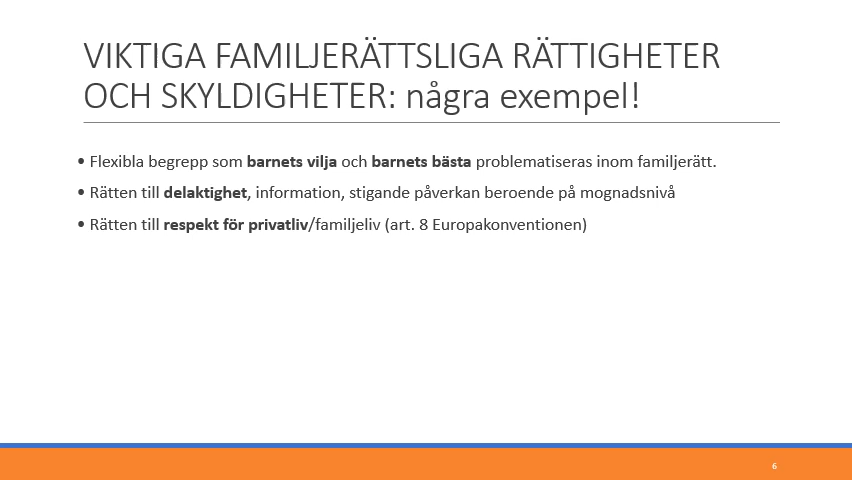 VIKTIGA FAMILJERÄTTSLIGA RÄTTIGHETER
OCH SKYLDIGHETER: några exempel!
• Flexibla begrepp som barnets vilja och barnets bästa problematiseras inom familjerätt.
• Rätten till delaktighet, information, stigande påverkan beroende på mognadsnivå
• Rätten till respekt för privatliv/familjeliv (art. 8 Europakonventionen)
6